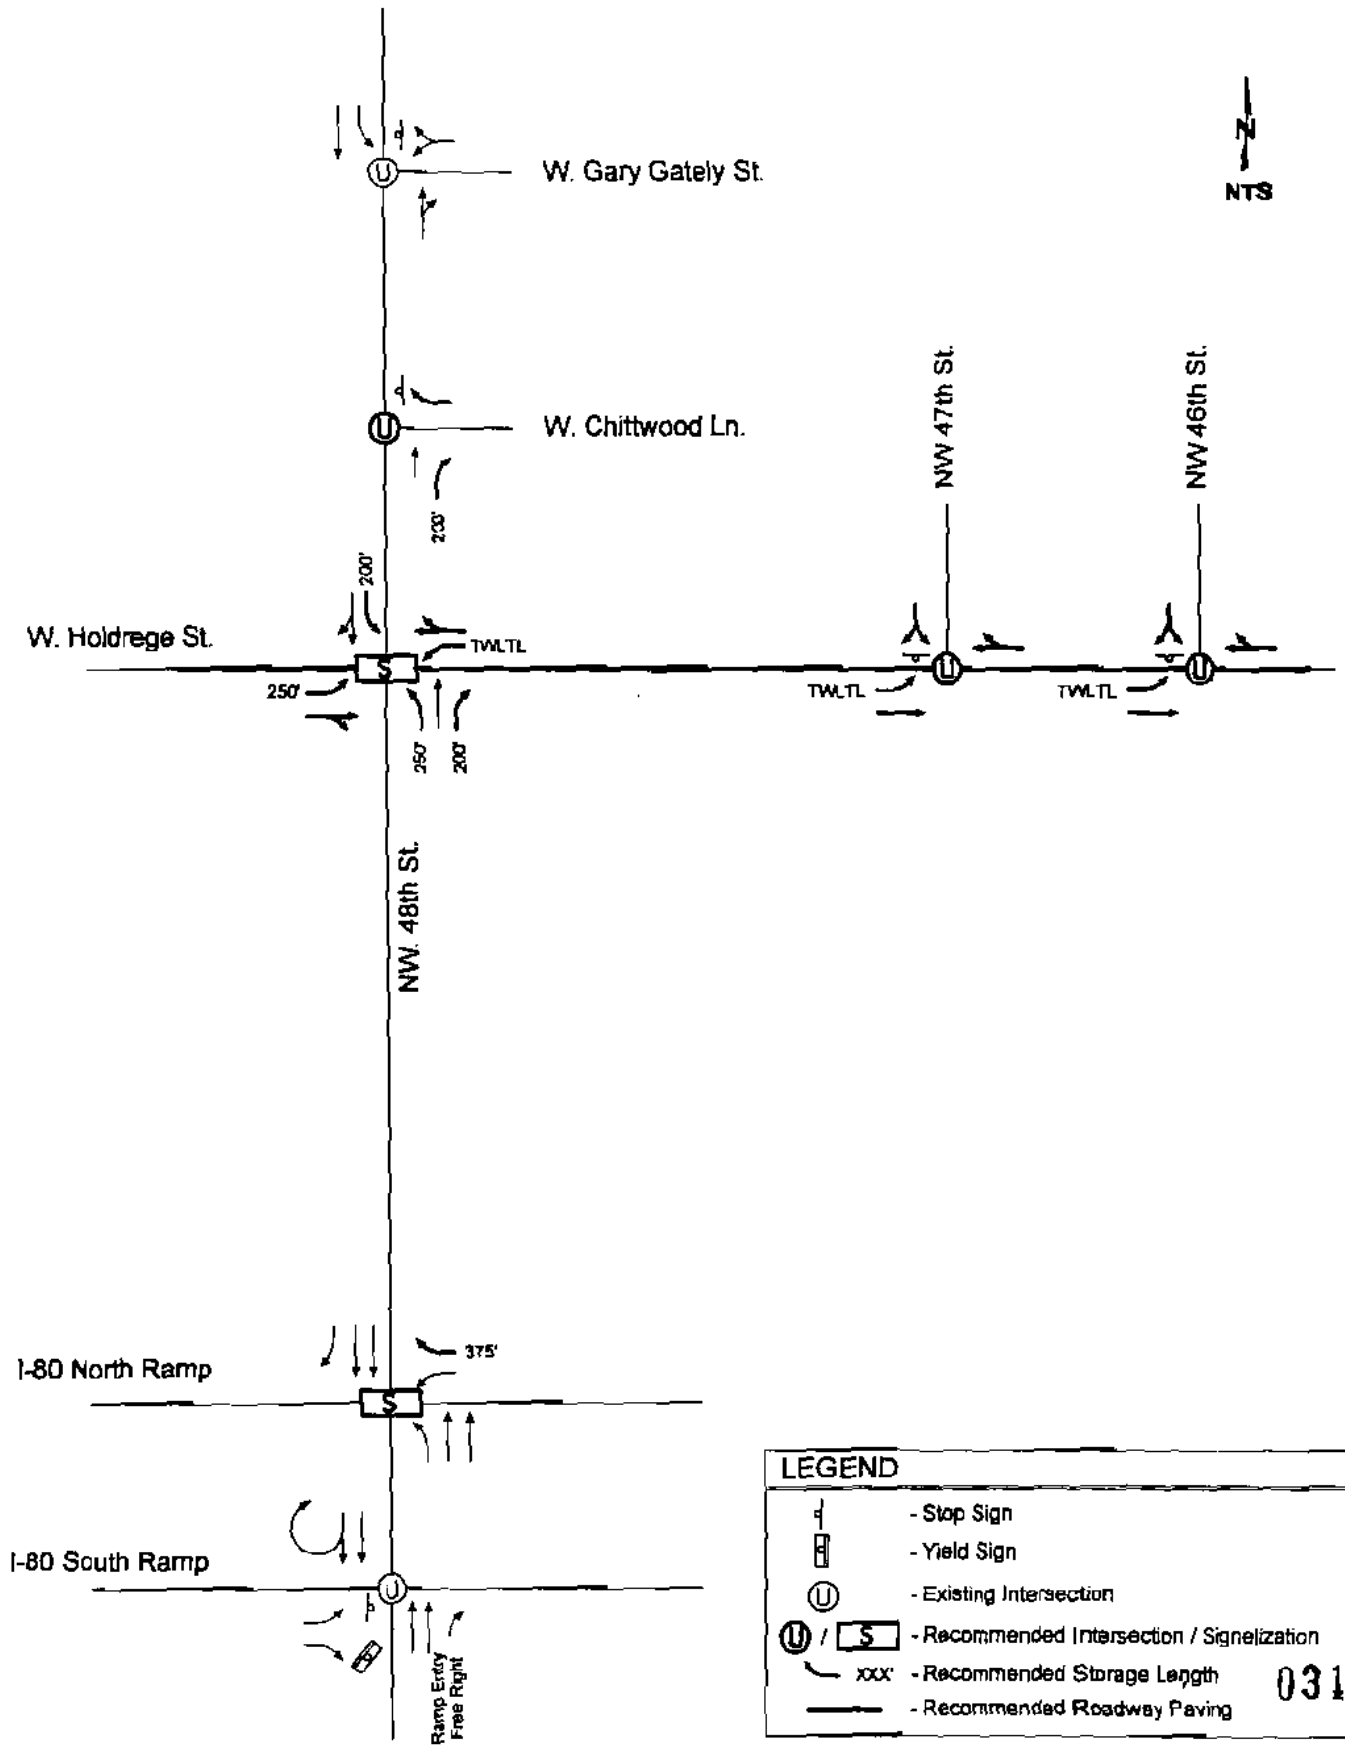 N
NTS
U
W. Gary Gately St.
U
W. Chittwood Ln.
200'
NW 47th St.
NW 46th St.
200'
W. Holdrege St.
TWLTL
S
250'
250'
200'
TWLTL
U
TWLTL
U
NW. 48th St.
I-80 North Ramp
375'
S
I-80 South Ramp
U
Ramp Entry
Free Right
LEGEND
- Stop Sign
- Yield Sign
U - Existing Intersection
U / S - Recommended Intersection / Signelization
XXX' - Recommended Storage Length
- Recommended Roadway Paving
031